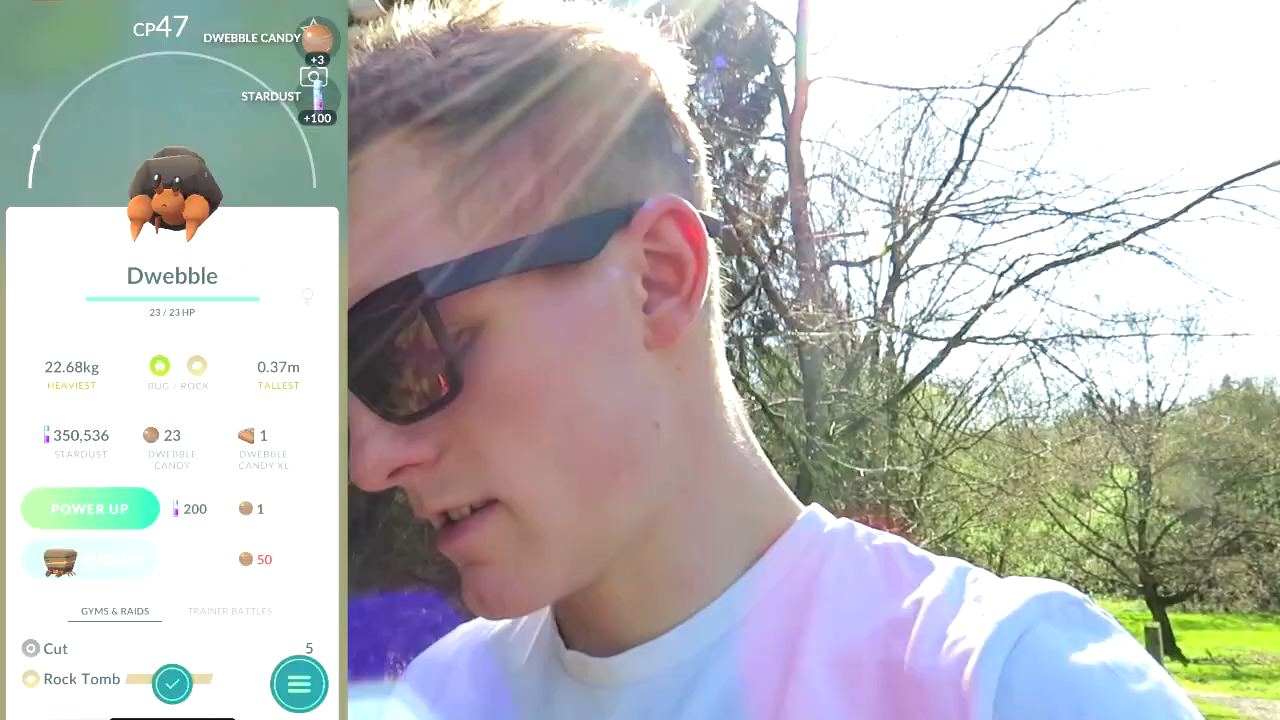 CP47
DWEBBLE CANDY
+3
STARDUST
+100
Dwebble
23 / 23 HP
22.68kg
HEAVIEST
BUG / ROCK
0.37m
TALLEST
350,536
STARDUST
23
DWEBBLE
CANDY
1
DWEBBLE
CANDY XL
POWER UP
200
1
EVOLVE
50
GYMS & RAIDS
TRAINER BATTLES
Cut
5
Rock Tomb